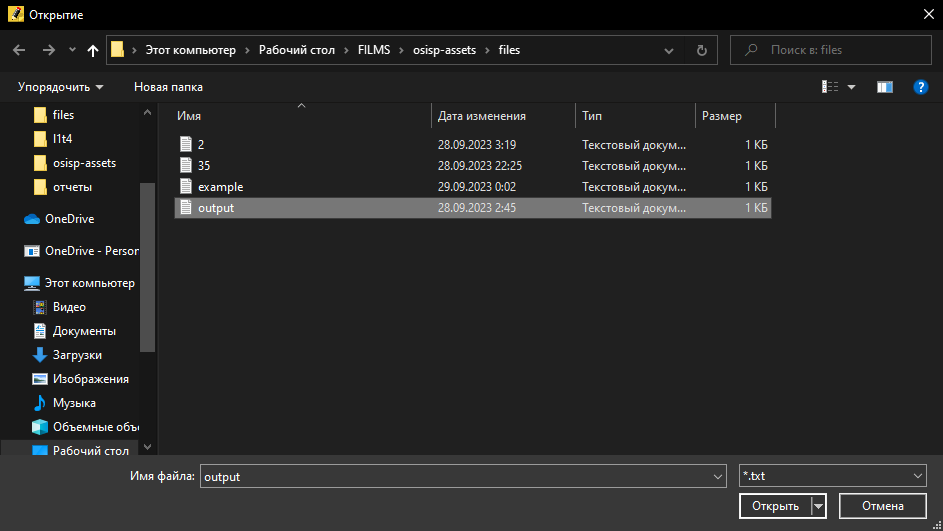 Открытие
Этот компьютер Рабочий стол FILMS osisp-assets files
Поиск в: files
Упорядочить Новая папка
files
l1t4
osisp-assets
отчеты
OneDrive
OneDrive - Person
Этот компьютер
Видео
Документы
Загрузки
Изображения
Музыка
Объемные объе
Рабочий стол
Имя Дата изменения Тип Размер
2 28.09.2023 3:19 Текстовый докум... 1 КБ
35 28.09.2023 22:25 Текстовый докум... 1 КБ
example 29.09.2023 0:02 Текстовый докум... 1 КБ
output 28.09.2023 2:45 Текстовый докум... 1 КБ
Имя файла: output *.txt
Открыть Отмена